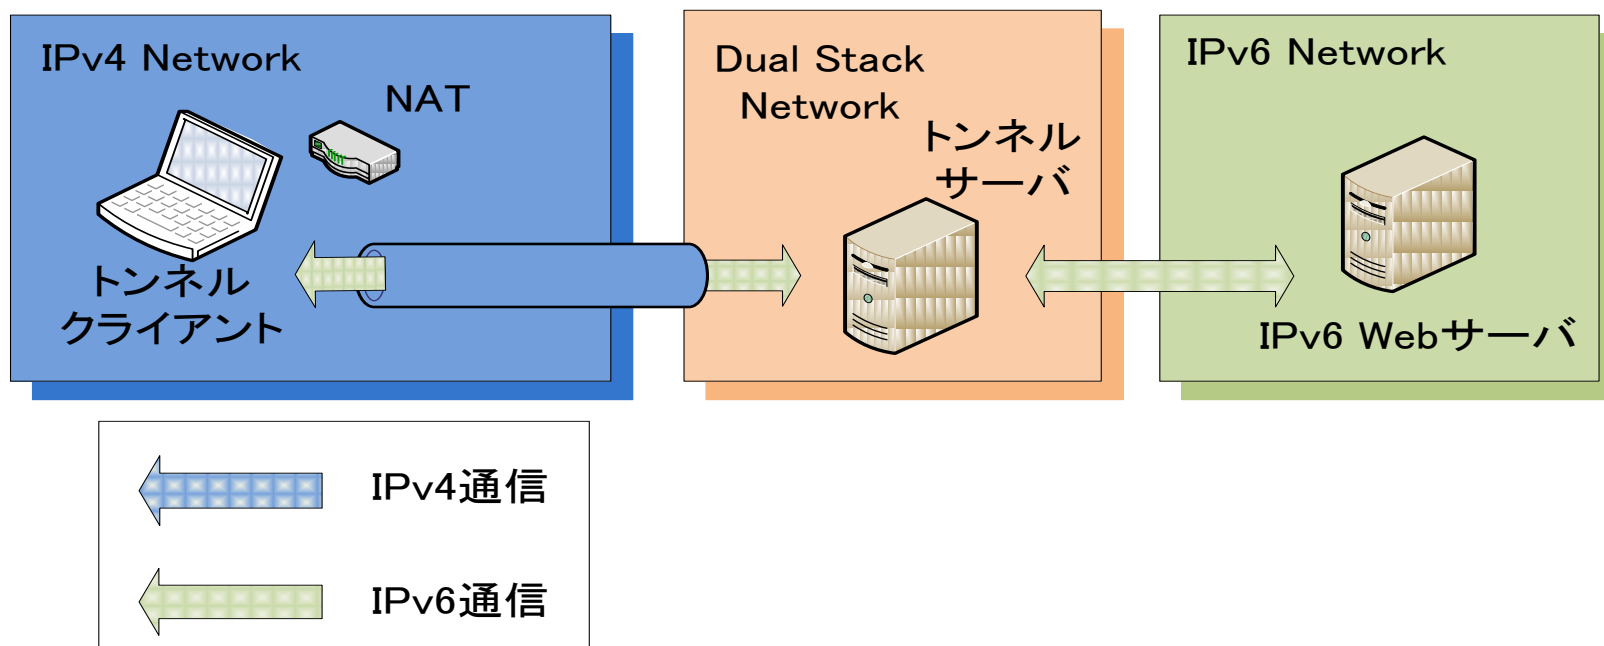 IPv4 Network
NAT
トンネル
クライアント
Dual Stack
Network
トンネル
サーバ
IPv6 Network
IPv6 Webサーバ
IPv4通信
IPv6通信